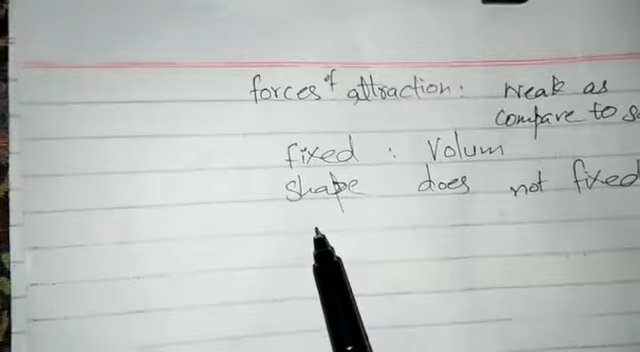 forces of attraction: weak as
compare to
fixed : Volum
shape does not fixed